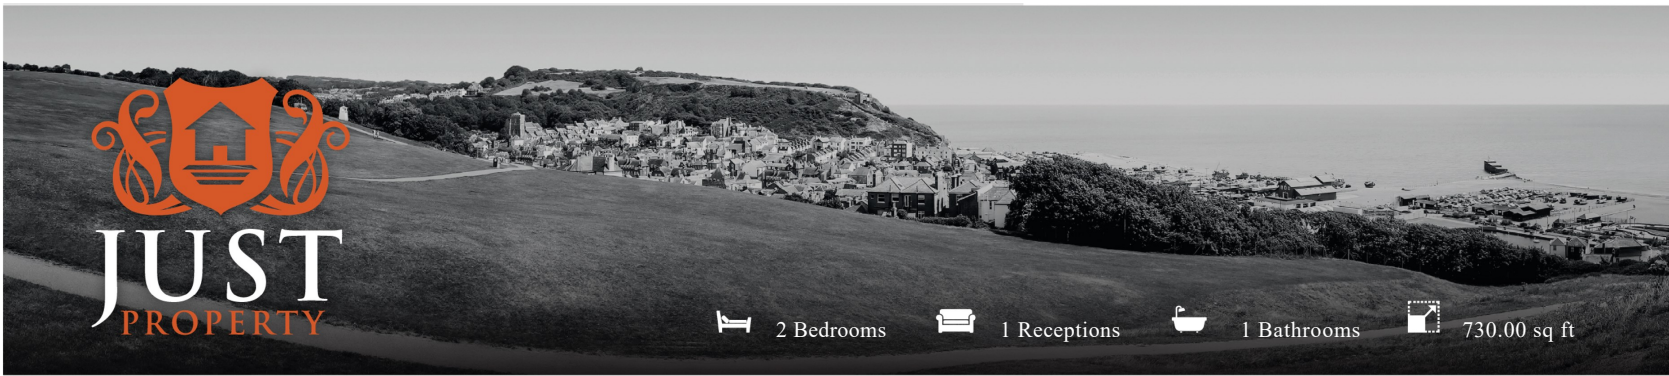 JUST
PROPERTY
2 Bedrooms 1 Receptions 1 Bathrooms 730.00 sq ft